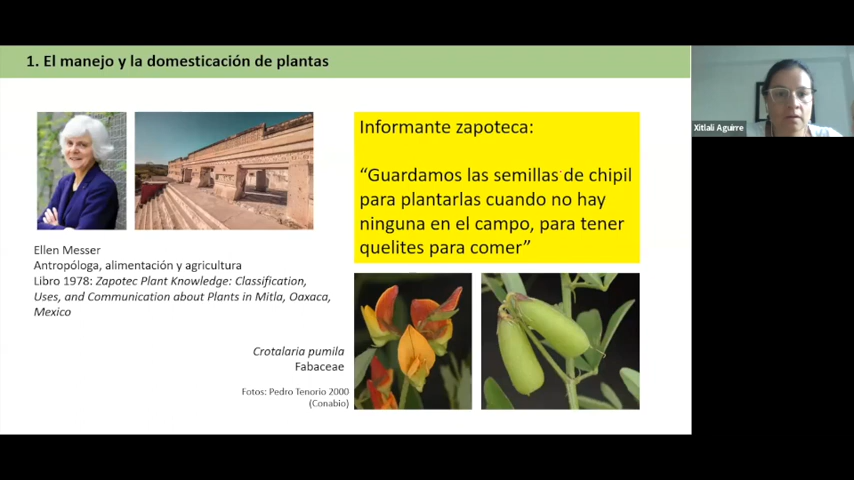 1. El manejo y la domesticación de plantas
Xitlali Aguirre
Informante zapoteca:
“Guardamos las semillas de chipil
para plantarlas cuando no hay
ninguna en el campo, para tener
quelites para comer”
Ellen Messer
Antropóloga, alimentación y agricultura
Libro 1978: Zapotec Plant Knowledge: Classification,
Uses, and Communication about Plants in Mitla, Oaxaca,
Mexico
Crotalaria pumila
Fabaceae
Fotos: Pedro Tenorio 2000
(Conabio)